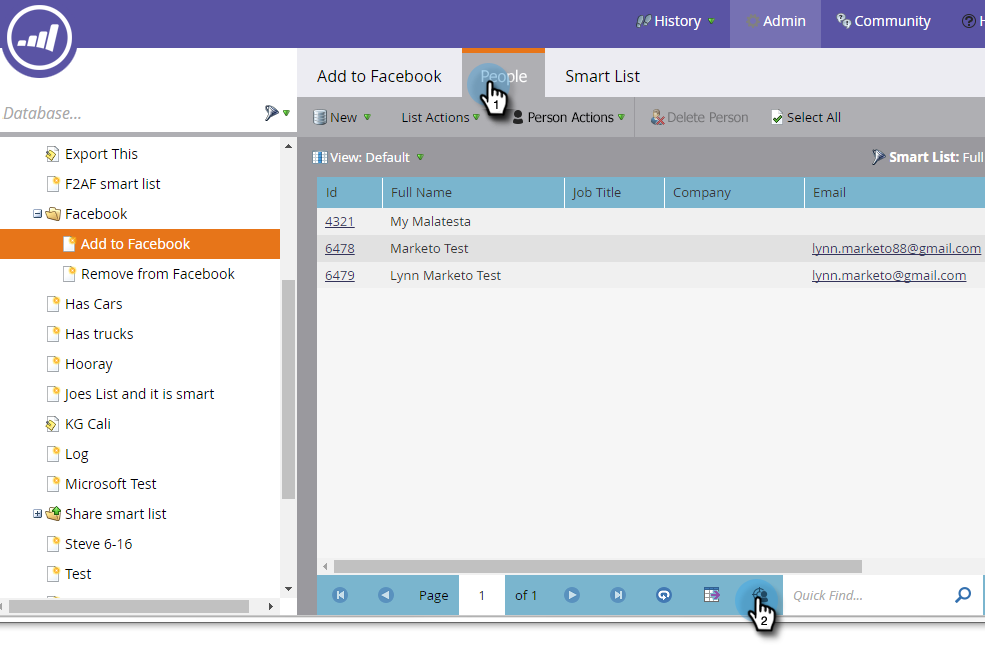 History Admin Community H
Add to Facebook People Smart List
Database...
New List Actions Person Actions Delete Person Select All
1
View: Default Smart List: Full
Id Full Name Job Title Company Email
4321 My Malatesta
6478 Marketo Test lynn.marketo88@gmail.com
6479 Lynn Marketo Test lynn.marketo@gmail.com
Export This
F2AF smart list
Facebook
Add to Facebook
Remove from Facebook
Has Cars
Has trucks
Hooray
Joes List and it is smart
KG Cali
Log
Microsoft Test
Share smart list
Steve 6-16
Test
Page 1 of 1 Quick Find...
2